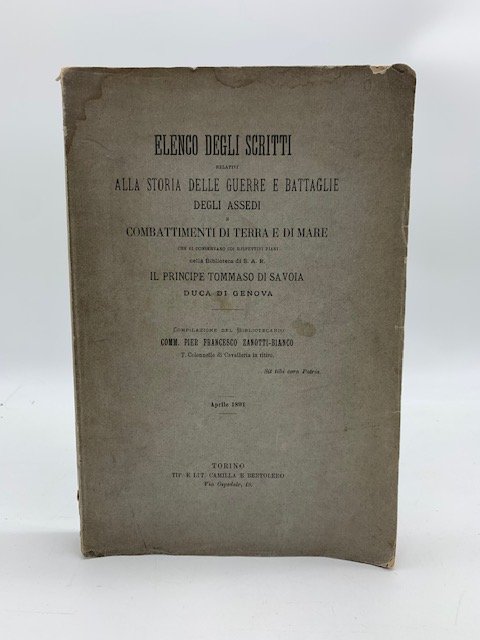 ELENCO DEGLI SCRITTI
RELATIVI
ALLA STORIA DELLE GUERRE E BATTAGLIE
DEGLI ASSEDI
E
COMBATTIMENTI DI TERRA E DI MARE
CHE SI CONSERVANO COI RISPETTIVI PIANI
nella Biblioteca di S. A. R.
IL PRINCIPE TOMMASO DI SAVOIA
DUCA DI GENOVA
COMPILAZIONE DEL BIBLIOTECARIO
COMM. PIER FRANCESCO ZANOTTI-BIANCO
T. Colonnello di Cavalleria in ritiro.
Sit tibi cara Patria.
Aprile 1891
TORINO
TIP. E LIT. CAMILLA E BERTOLERO
Via Ospedale, 18.